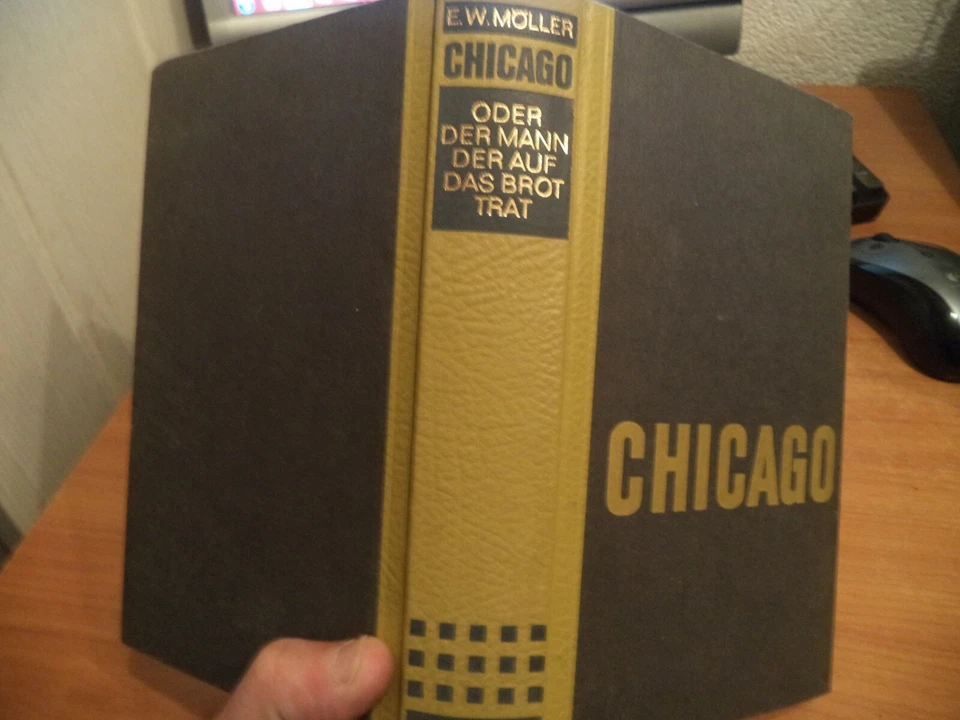 E.W. MÖLLER
CHICAGO
ODER
DER MANN
DER AUF
DAS BROT
TRAT
CHICAGO